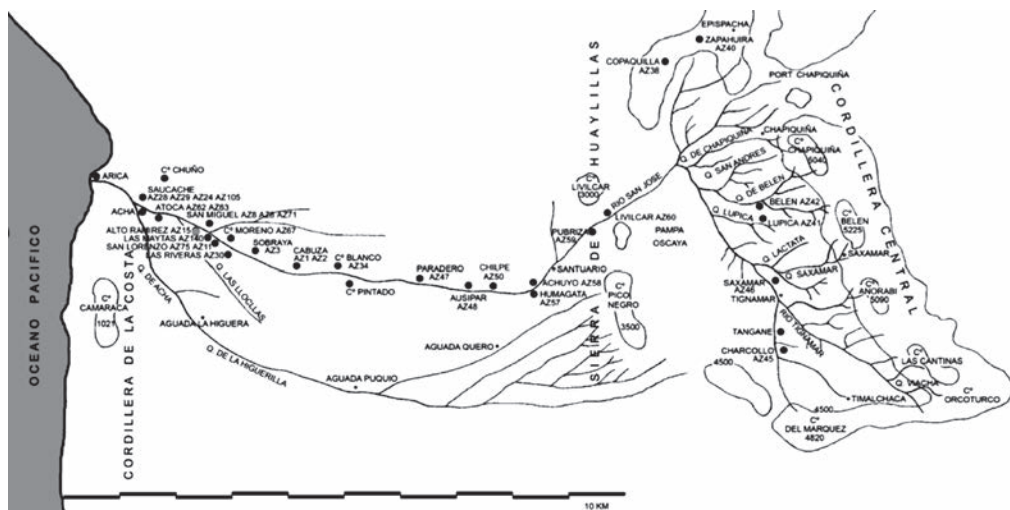 EPISPACHA
ZAPAHUIRA
AZ40
COPAQUILLA
AZ38
PORT CHAPIQUIÑA
SIERRA DE HUAYLILLAS
CORDILLERA CENTRAL
Q. DE CHAPIQUIÑA
CHAPIQUIÑA
Cº
CHAPIQUIÑA
5040
Q. SAN ANDRES
Q. DE BELEN
BELEN AZ42
Q. LUPICA
LUPICA AZ41
Cº
BELEN
5225
Q. LACTATA
SAXAMAR
Q. SAXAMAR
SAXAMAR
AZ46
TIGNAMAR
Cº
ANORABI
5090
RIO TIGNAMAR
TANGANE
CHARCOLLO
AZ45
Cº
LAS CANTINAS
Q. VIACHA
Cº
ORCOTURCO
TIMALCHACA
4500
4500
Cº
DEL MARQUEZ
4820
Cº
LIVILCAR
3000
RIO SAN JOSE
LIVILCAR AZ60
PUBRIZA
AZ59
PAMPA
OSCAYA
SANTUARIO
ACHUYO AZ58
HUMAGATA
AZ57
Cº
PICO
NEGRO
3500
ARICA
Cº CHUÑO
SAUCACHE
AZ28 AZ29 AZ24 AZ105
ACHA
ATOCA AZ82 AZ83
SAN MIGUEL AZ8 AZ6 AZ71
ALTO RAMIREZ AZ15
LAS MAYTAS AZ140
SAN LORENZO AZ75 AZ11
LAS RIVERAS AZ30
Cº MORENO AZ67
SOBRAYA
AZ3
CABUZA
AZ1 AZ2
Cº BLANCO
AZ34
Cº PINTADO
PARADERO
AZ47
AUSIPAR
AZ48
CHILPE
AZ50
OCEANO PACIFICO
Cº
CAMARACA
1021
CORDILLERA DE LA COSTA
Q. DE ACHA
Q. LAS LLOCLLAS
AGUADA LA HIGUERA
Q. DE LA HIGUERILLA
AGUADA PUQUIO
AGUADA QUERO
10 KM